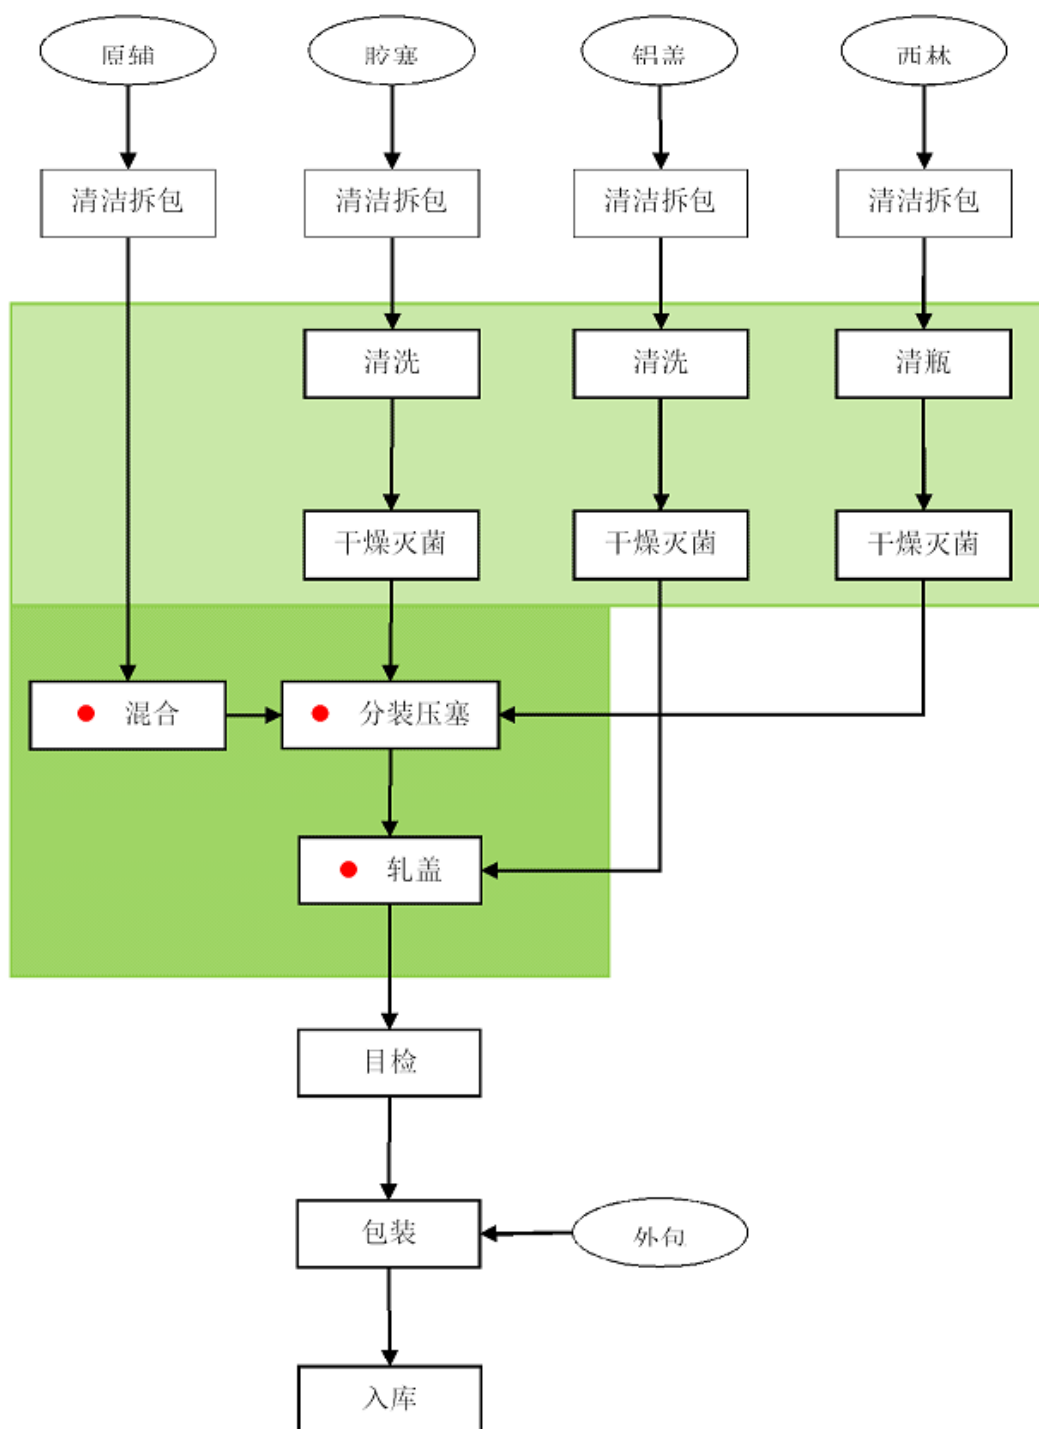 原辅
胶塞
铝盖
西林
清洁拆包
清洁拆包
清洁拆包
清洁拆包
清洗
清洗
清瓶
干燥灭菌
干燥灭菌
干燥灭菌
混合
分装压塞
轧盖
目检
包装
外包
入库